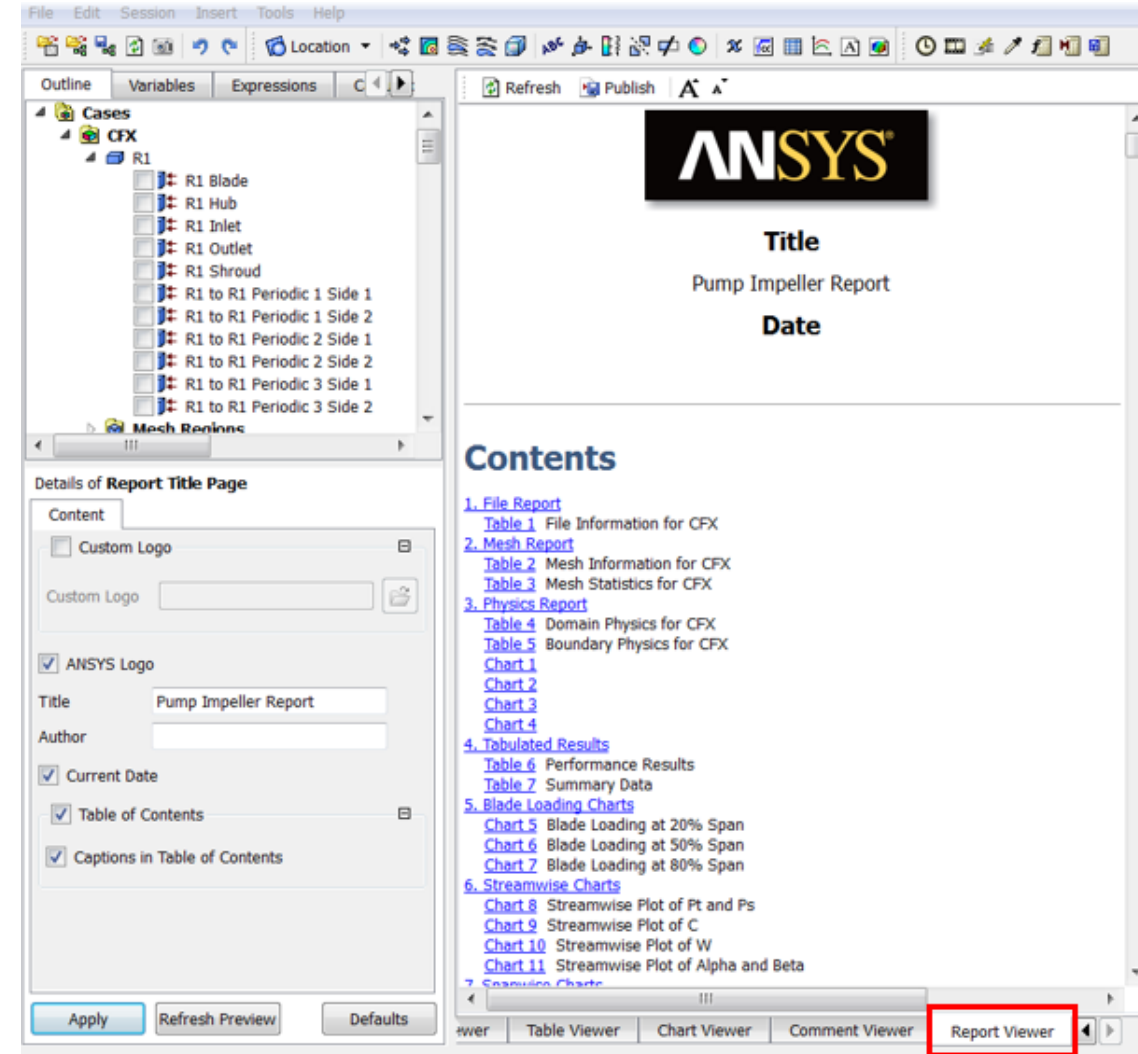 File Edit Session Insert Tools Help
Location
Outline Variables Expressions C
Cases
CFX
R1
R1 Blade
R1 Hub
R1 Inlet
R1 Outlet
R1 Shroud
R1 to R1 Periodic 1 Side 1
R1 to R1 Periodic 1 Side 2
R1 to R1 Periodic 2 Side 1
R1 to R1 Periodic 2 Side 2
R1 to R1 Periodic 3 Side 1
R1 to R1 Periodic 3 Side 2
Mesh Regions
Details of Report Title Page
Content
Custom Logo
Custom Logo
ANSYS Logo
Title Pump Impeller Report
Author
Current Date
Table of Contents
Captions in Table of Contents
Apply Refresh Preview Defaults
Refresh Publish A A
ANSYS®
Title
Pump Impeller Report
Date
Contents
1. File Report
Table 1 File Information for CFX
2. Mesh Report
Table 2 Mesh Information for CFX
Table 3 Mesh Statistics for CFX
3. Physics Report
Table 4 Domain Physics for CFX
Table 5 Boundary Physics for CFX
Chart 1
Chart 2
Chart 3
Chart 4
4. Tabulated Results
Table 6 Performance Results
Table 7 Summary Data
5. Blade Loading Charts
Chart 5 Blade Loading at 20% Span
Chart 6 Blade Loading at 50% Span
Chart 7 Blade Loading at 80% Span
6. Streamwise Charts
Chart 8 Streamwise Plot of Pt and Ps
Chart 9 Streamwise Plot of C
Chart 10 Streamwise Plot of W
Chart 11 Streamwise Plot of Alpha and Beta
7. Spanwise Charts
ewer Table Viewer Chart Viewer Comment Viewer Report Viewer